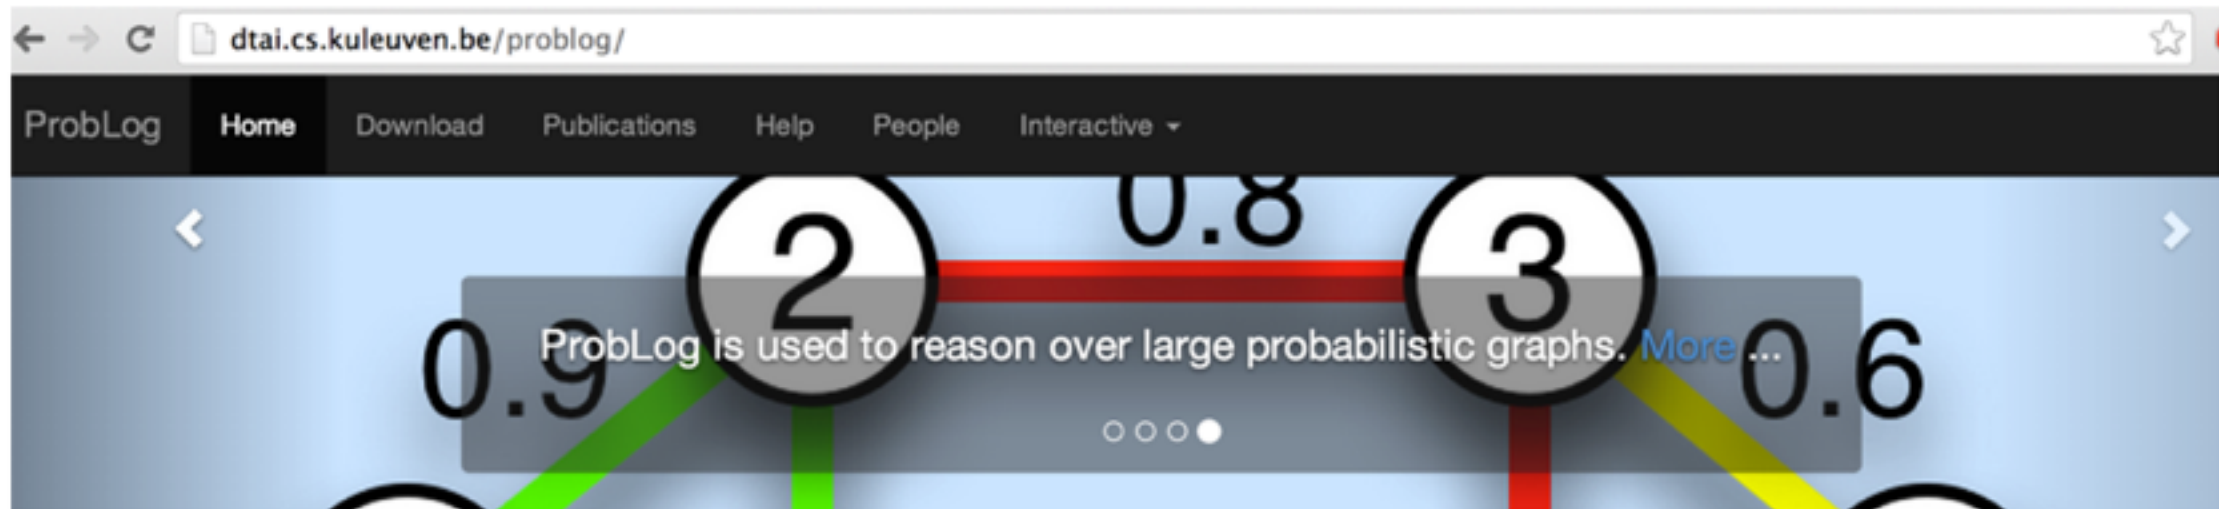 dtai.cs.kuleuven.be/problog/
ProbLog Home Download Publications Help People Interactive
0.8
2 3
0.9 0.6
ProbLog is used to reason over large probabilistic graphs. More ...